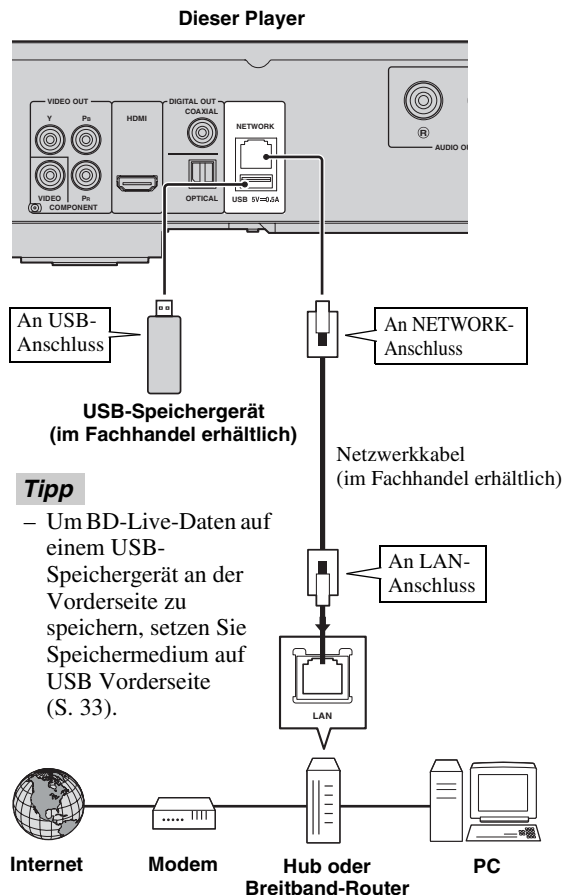 Dieser Player
VIDEO OUT
Y
PB
HDMI
DIGITAL OUT
COAXIAL
NETWORK
VIDEO
PR
COMPONENT
OPTICAL
USB 5V⎓0.5A
R
AUDIO OU
An USB-
Anschluss
An NETWORK-
Anschluss
USB-Speichergerät
(im Fachhandel erhältlich)
Netzwerkkabel
(im Fachhandel erhältlich)
Tipp
– Um BD-Live-Daten auf
einem USB-
Speichergerät an der
Vorderseite zu
speichern, setzen Sie
Speichermedium auf
USB Vorderseite
(S. 33).
An LAN-
Anschluss
LAN
Internet
Modem
Hub oder
Breitband-Router
PC